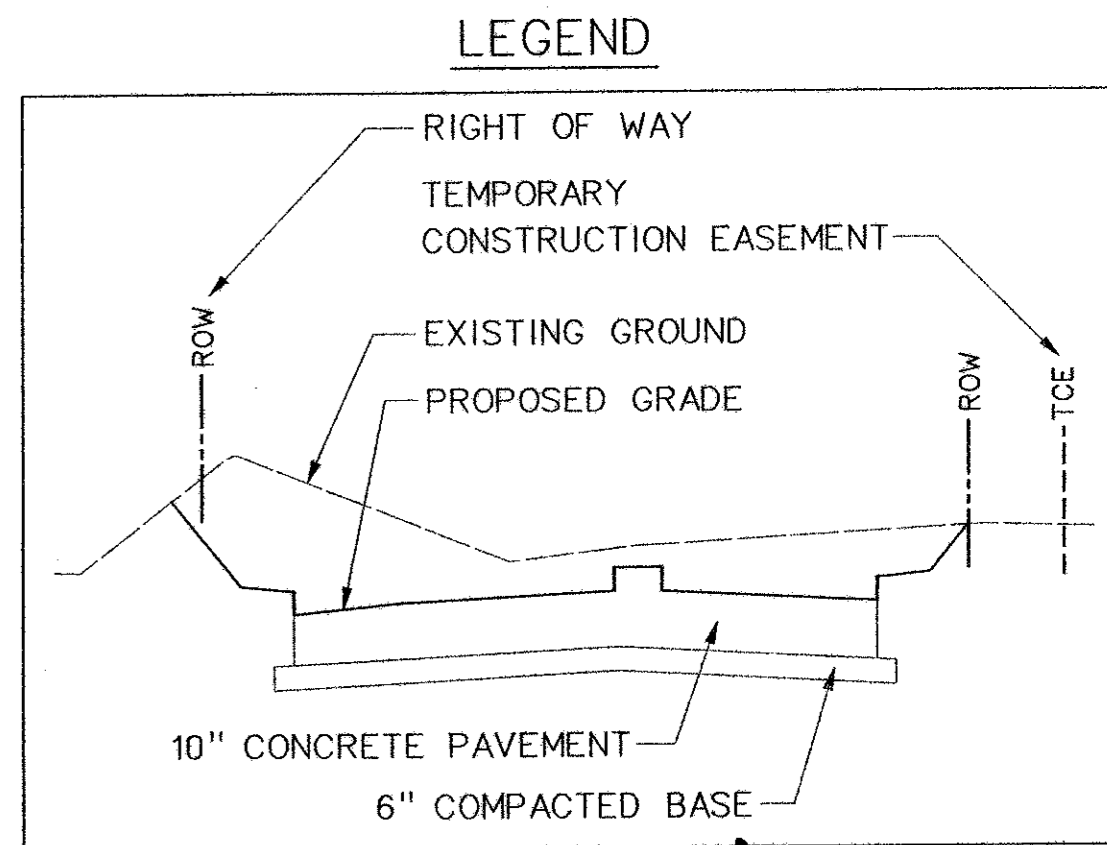 LEGEND
RIGHT OF WAY
TEMPORARY
CONSTRUCTION EASEMENT
ROW
EXISTING GROUND
ROW
TCE
PROPOSED GRADE
10" CONCRETE PAVEMENT
6" COMPACTED BASE